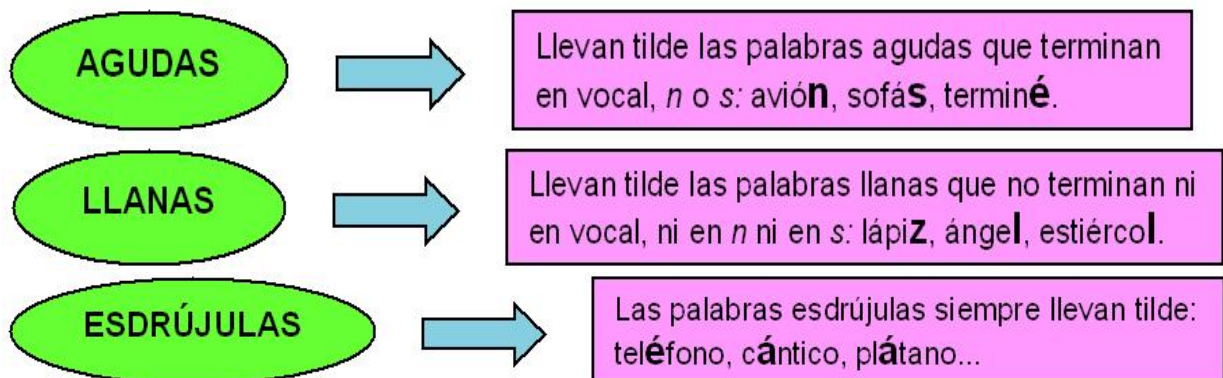 AGUDAS
Llevan tilde las palabras agudas que terminan
en vocal, n o s: avión, sofás, terminé.
LLANAS
Llevan tilde las palabras llanas que no terminan ni
en vocal, ni en n ni en s: lápiz, ángel, estiércol.
ESDRÚJULAS
Las palabras esdrújulas siempre llevan tilde:
teléfono, cántico, plátano...